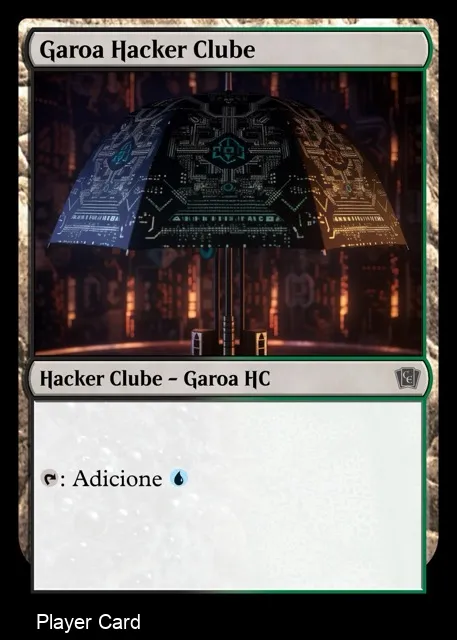 Garoa Hacker Clube
Hacker Clube – Garoa HC
: Adicione
Player Card